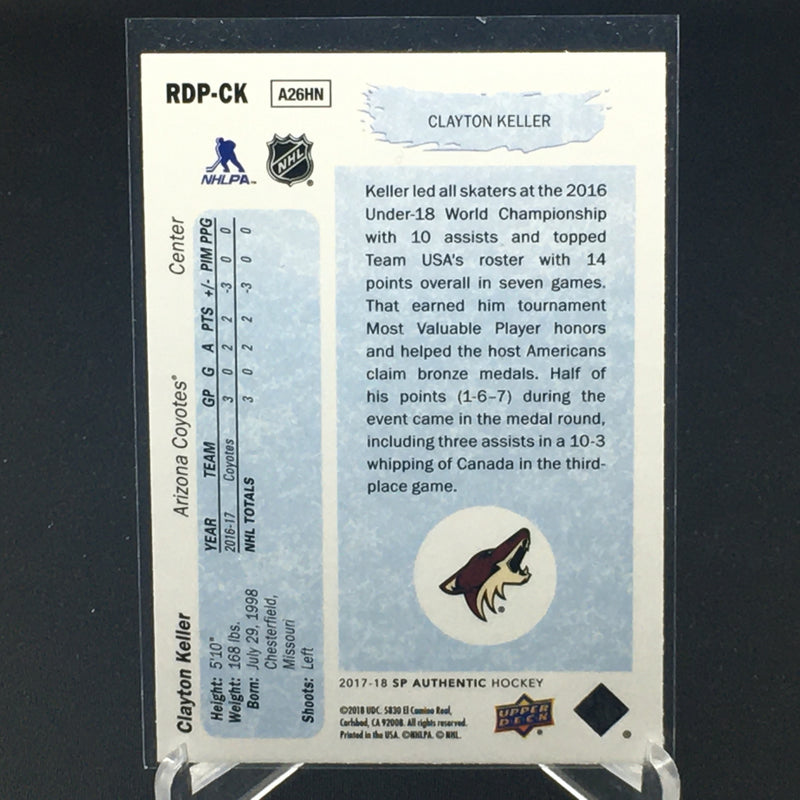 RDP-CK A26HN
CLAYTON KELLER
NHLPA™ NHL®
Keller led all skaters at the 2016
Under-18 World Championship
with 10 assists and topped
Team USA's roster with 14
points overall in seven games.
That earned him tournament
Most Valuable Player honors
and helped the host Americans
claim bronze medals. Half of
his points (1-6–7) during the
event came in the medal round,
including three assists in a 10-3
whipping of Canada in the third-
place game.
Clayton Keller Arizona Coyotes® Center
Height: 5'10"
Weight: 168 lbs.
Born: July 29, 1998
Chesterfield,
Missouri
Shoots: Left
YEAR TEAM GP G A PTS +/- PIM PPG
2016-17 Coyotes 3 0 2 2 -3 0 0
NHL TOTALS 3 0 2 2 -3 0 0
2017-18 SP AUTHENTIC HOCKEY
©2018 UDC. 5830 El Camino Real,
Carlsbad, CA 92008. All rights reserved.
Printed in the USA. ©NHLPA. © NHL.
UPPER
DECK